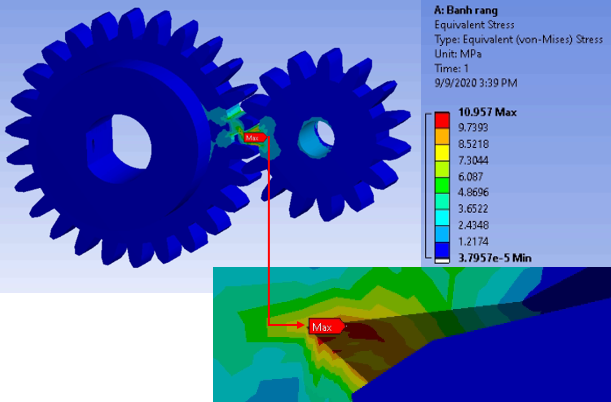 A: Banh rang
Equivalent Stress
Type: Equivalent (von-Mises) Stress
Unit: MPa
Time: 1
9/9/2020 3:39 PM
10.957 Max
9.7393
8.5218
7.3044
6.087
4.8696
3.6522
2.4348
1.2174
3.7957e-5 Min
Max
Max